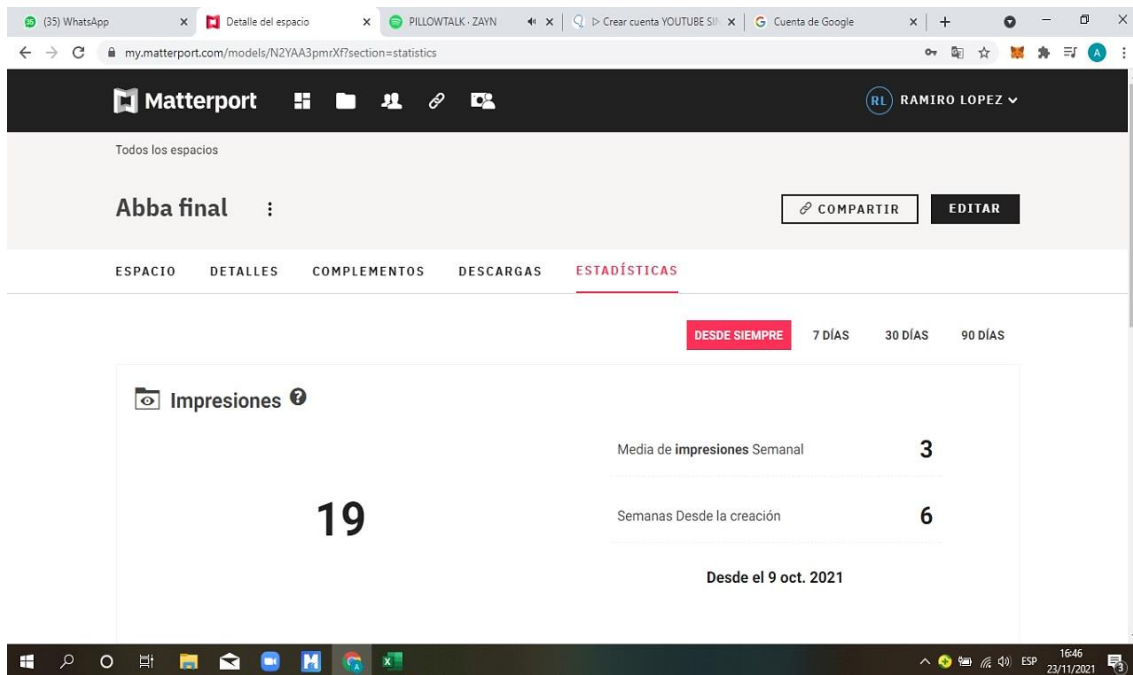 (35) WhatsApp
Detalle del espacio
PILLOWTALK · ZAYN
▷ Crear cuenta YOUTUBE SIN
Cuenta de Google
my.matterport.com/models/N2YAA3pmrXf?section=statistics
A
Matterport
RL RAMIRO LOPEZ
Todos los espacios
Abba final
COMPARTIR
EDITAR
ESPACIO DETALLES COMPLEMENTOS DESCARGAS ESTADÍSTICAS
DESDE SIEMPRE 7 DÍAS 30 DÍAS 90 DÍAS
Impresiones ?
Media de impresiones Semanal 3
19
Semanas Desde la creación 6
Desde el 9 oct. 2021
ESP
16:46
23/11/2021
3